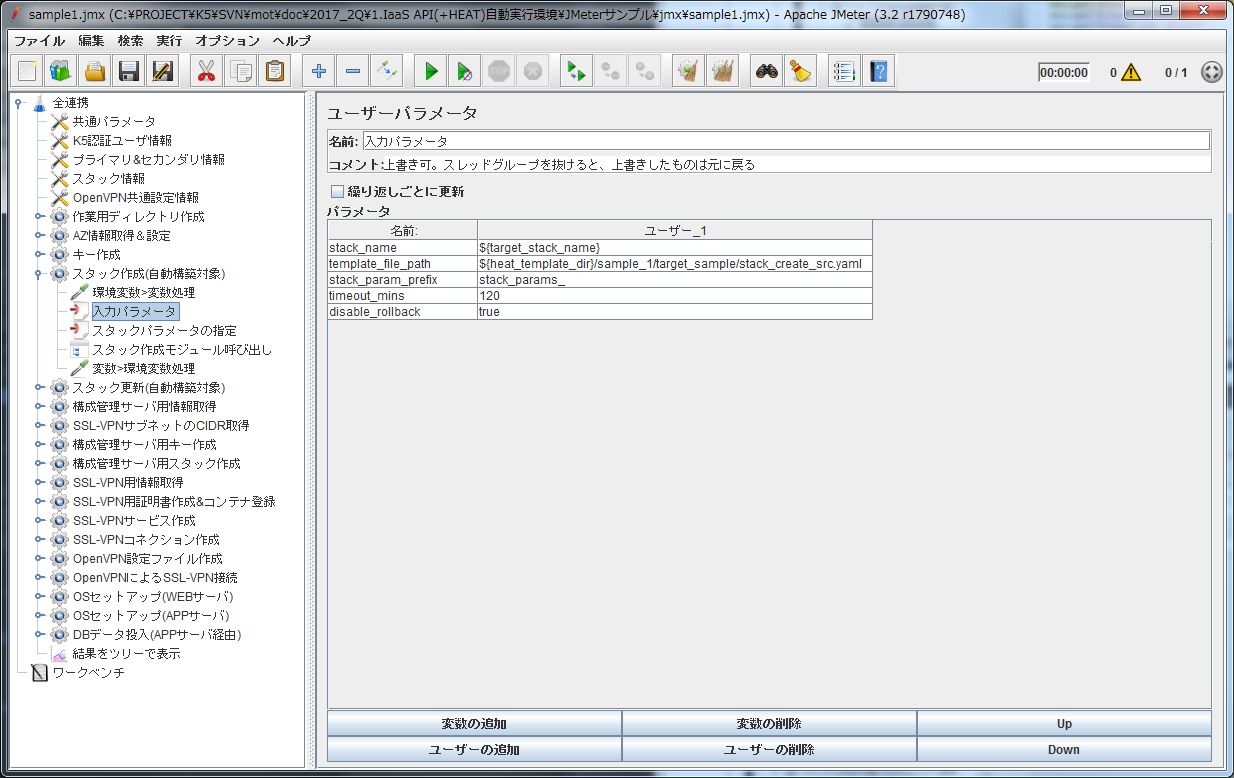 sample1.jmx (C:¥PROJECT¥K5¥SVN¥mot¥doc¥2017_2Q¥1.IaaS API(+HEAT)自動実行環境¥JMeterサンプル¥jmx¥sample1.jmx) - Apache JMeter (3.2 r1790748)
ファイル 編集 検索 実行 オプション ヘルプ
STOP
00:00:00 0 0 / 1
全連携
共通パラメータ
K5認証ユーザ情報
プライマリ&セカンダリ情報
スタック情報
OpenVPN共通設定情報
作業用ディレクトリ作成
AZ情報取得＆設定
キー作成
スタック作成(自動構築対象)
環境変数>変数処理
入力パラメータ
スタックパラメータの指定
スタック作成モジュール呼び出し
変数>環境変数処理
スタック更新(自動構築対象)
構成管理サーバ用情報取得
SSL-VPNサブネットのCIDR取得
構成管理サーバ用キー作成
構成管理サーバ用スタック作成
SSL-VPN用情報取得
SSL-VPN用証明書作成&コンテナ登録
SSL-VPNサービス作成
SSL-VPNコネクション作成
OpenVPN設定ファイル作成
OpenVPNによるSSL-VPN接続
OSセットアップ(WEBサーバ)
OSセットアップ(APPサーバ)
DBデータ投入(APPサーバ経由)
結果をツリーで表示
ワークベンチ
ユーザーパラメータ
名前: 入力パラメータ
コメント:上書き可。スレッドグループを抜けると、上書きしたものは元に戻る
繰り返しごとに更新
パラメータ
名前: ユーザー_1
stack_name ${target_stack_name}
template_file_path ${heat_template_dir}/sample_1/target_sample/stack_create_src.yaml
stack_param_prefix stack_params_
timeout_mins 120
disable_rollback true
変数の追加 変数の削除 Up
ユーザーの追加 ユーザーの削除 Down